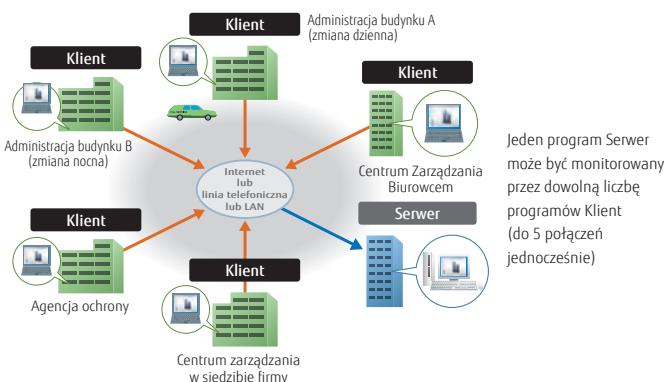 Klient
Administracja budynku A
(zmiana dzienna)
Klient
Administracja budynku B
(zmiana nocna)
Klient
Centrum Zarządzania
Biurowcem
Internet
lub
linia telefoniczna
lub LAN
Serwer
Klient
Agencja ochrony
Klient
Centrum zarządzania
w siedzibie firmy
Jeden program Serwer
może być monitorowany
przez dowolną liczbę
programów Klient
(do 5 połączeń
jednocześnie)